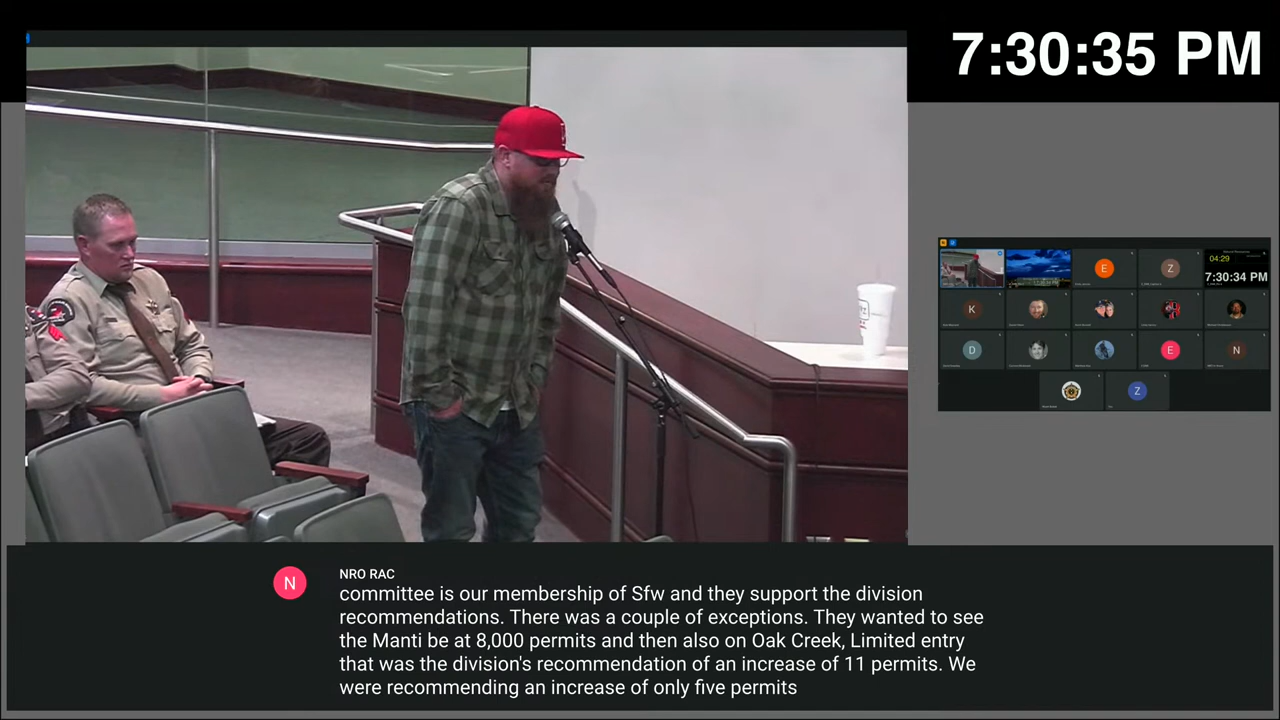 7:30:35 PM
04:29
7:30:34 PM
E
Z
K
D
E
N
Z
N
NRO RAC
committee is our membership of Sfw and they support the division
recommendations. There was a couple of exceptions. They wanted to see
the Manti be at 8,000 permits and then also on Oak Creek, Limited entry
that was the division's recommendation of an increase of 11 permits. We
were recommending an increase of only five permits